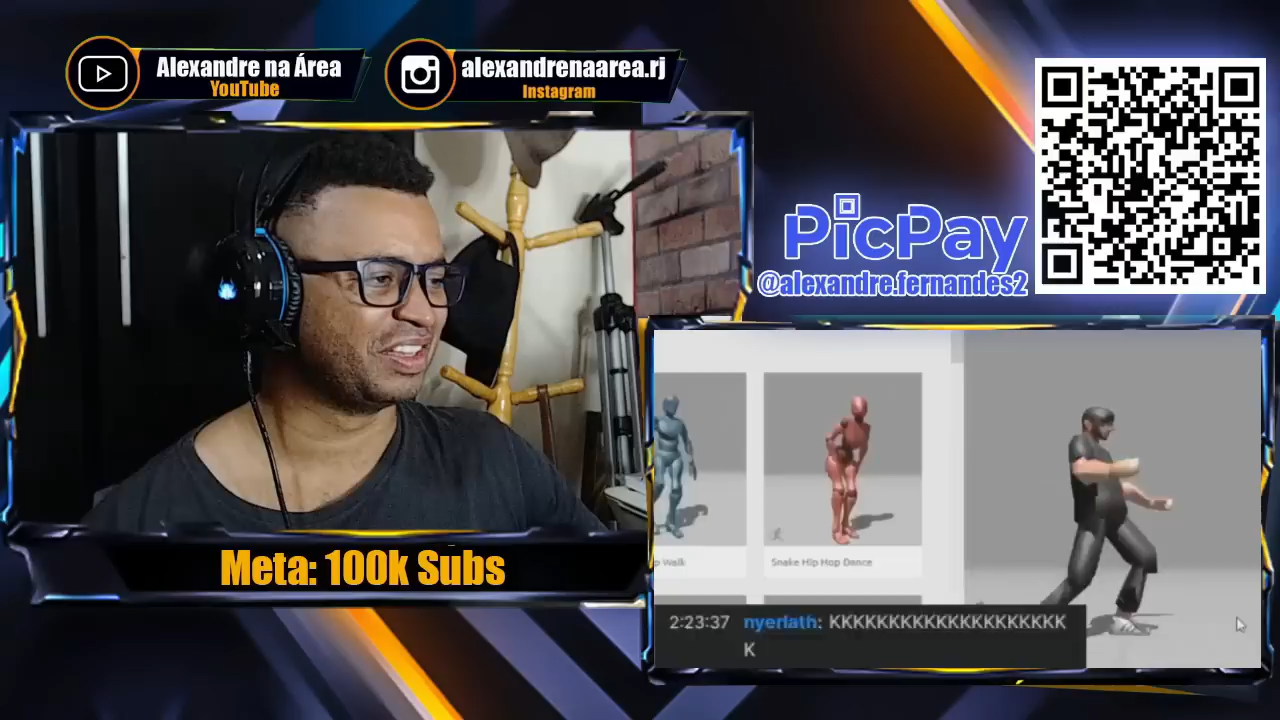 Alexandre na Área
YouTube
alexandrenaarea.rj
Instagram
PicPay
@alexandre.fernandes2
p Walk
Snake Hip Hop Dance
2:23:37 nyerlath: KKKKKKKKKKKKKKKKKKKK
K
Meta: 100k Subs